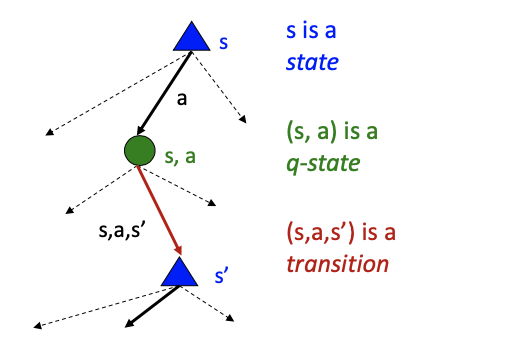 s
s is a
state
a
s, a
(s, a) is a
q-state
s,a,s’
(s,a,s’) is a
transition
s’